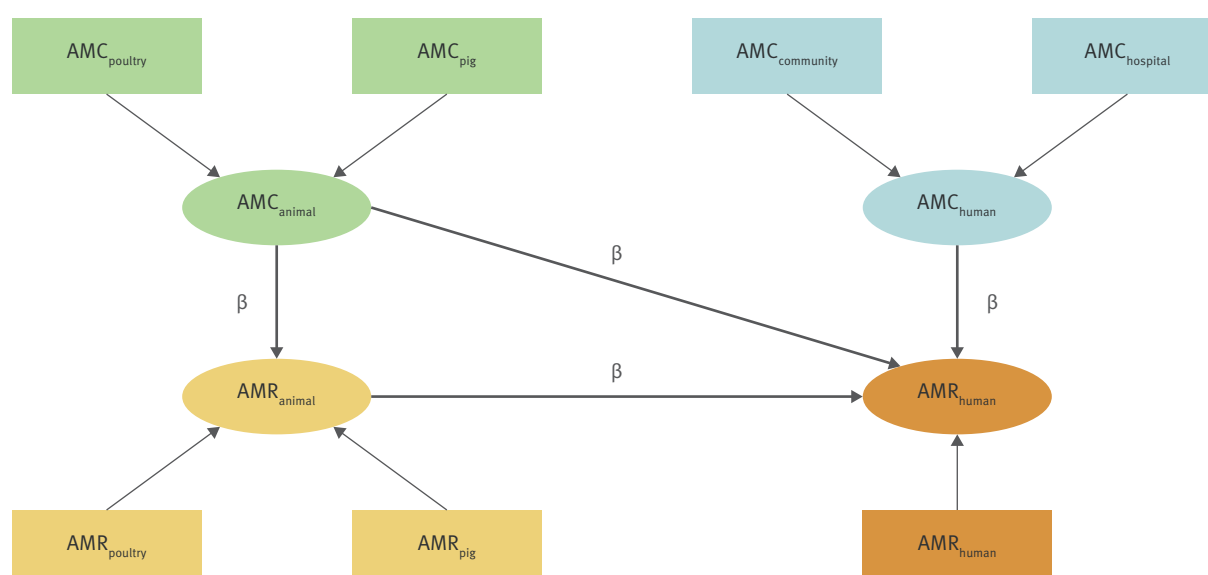 AMCpoultry
AMCpig
AMCcommunity
AMChospital
AMCanimal
AMChuman
β
β
β
β
AMRanimal
AMRhuman
AMRpoultry
AMRpig
AMRhuman